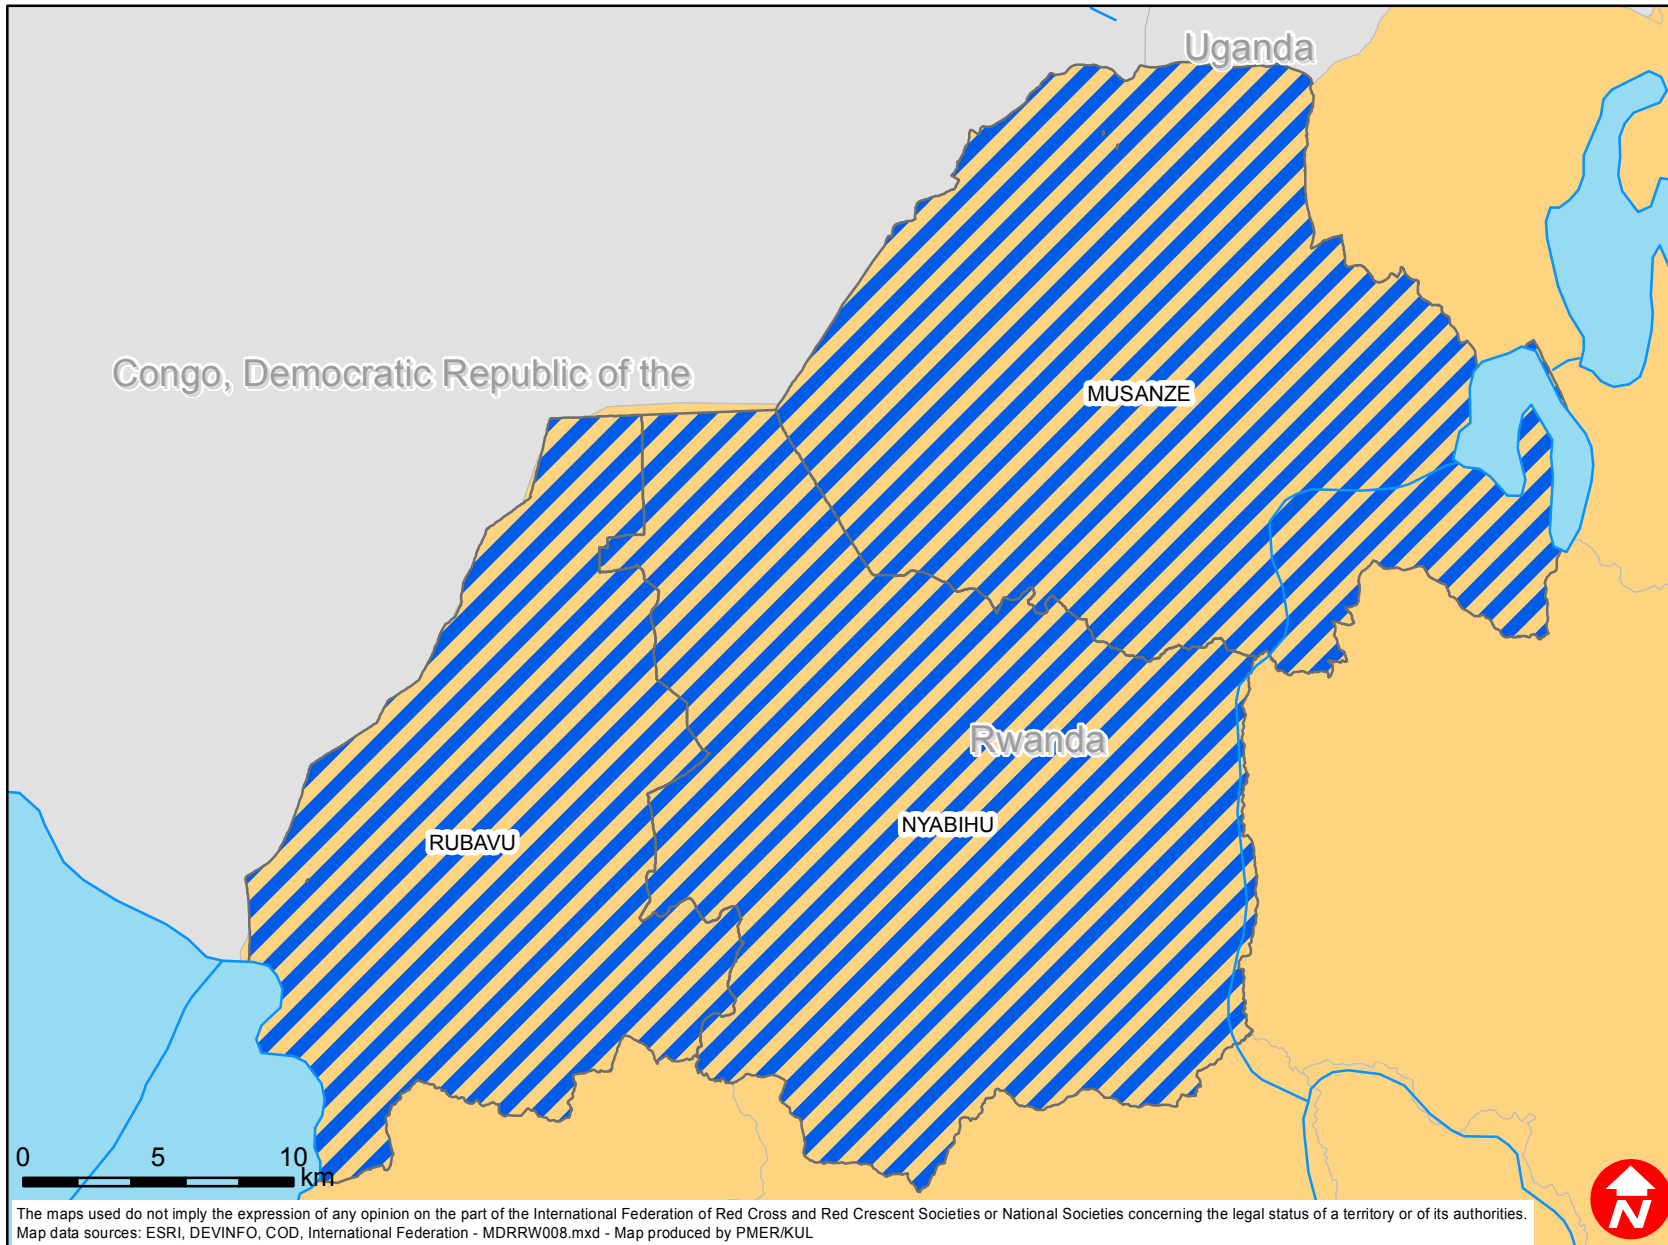 Uganda
Congo, Democratic Republic of the
MUSANZE
Rwanda
NYABIHU
RUBAVU
0 5 10
km
N
The maps used do not imply the expression of any opinion on the part of the International Federation of Red Cross and Red Crescent Societies or National Societies concerning the legal status of a territory or of its authorities.
Map data sources: ESRI, DEVINFO, COD, International Federation - MDRRW008.mxd - Map produced by PMER/KUL